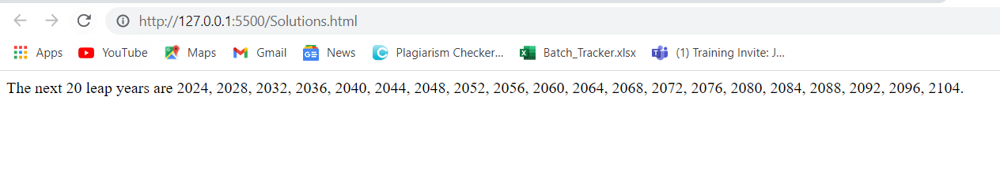 http://127.0.0.1:5500/Solutions.html
Apps YouTube Maps Gmail News Plagiarism Checker... Batch_Tracker.xlsx (1) Training Invite: J...
The next 20 leap years are 2024, 2028, 2032, 2036, 2040, 2044, 2048, 2052, 2056, 2060, 2064, 2068, 2072, 2076, 2080, 2084, 2088, 2092, 2096, 2104.